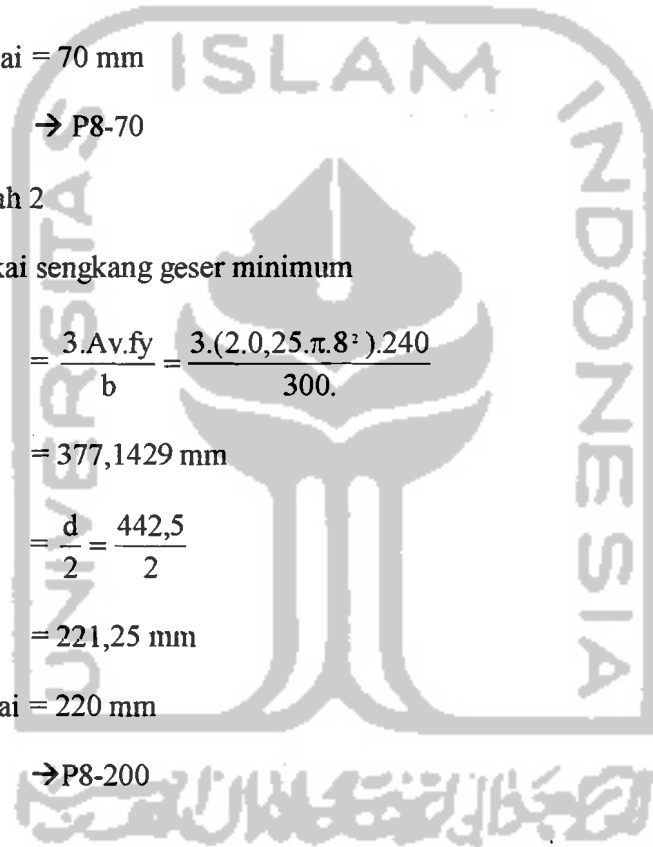 ai = 70 mm
→ P8-70
ah 2
kai sengkang geser minimum
= 3.Av.fy / b = 3.(2.0,25.π.8²).240 / 300.
= 377,1429 mm
= d / 2 = 442,5 / 2
= 221,25 mm
ai = 220 mm
→P8-200
UNIVERSITAS
ISLAM
INDONESIA